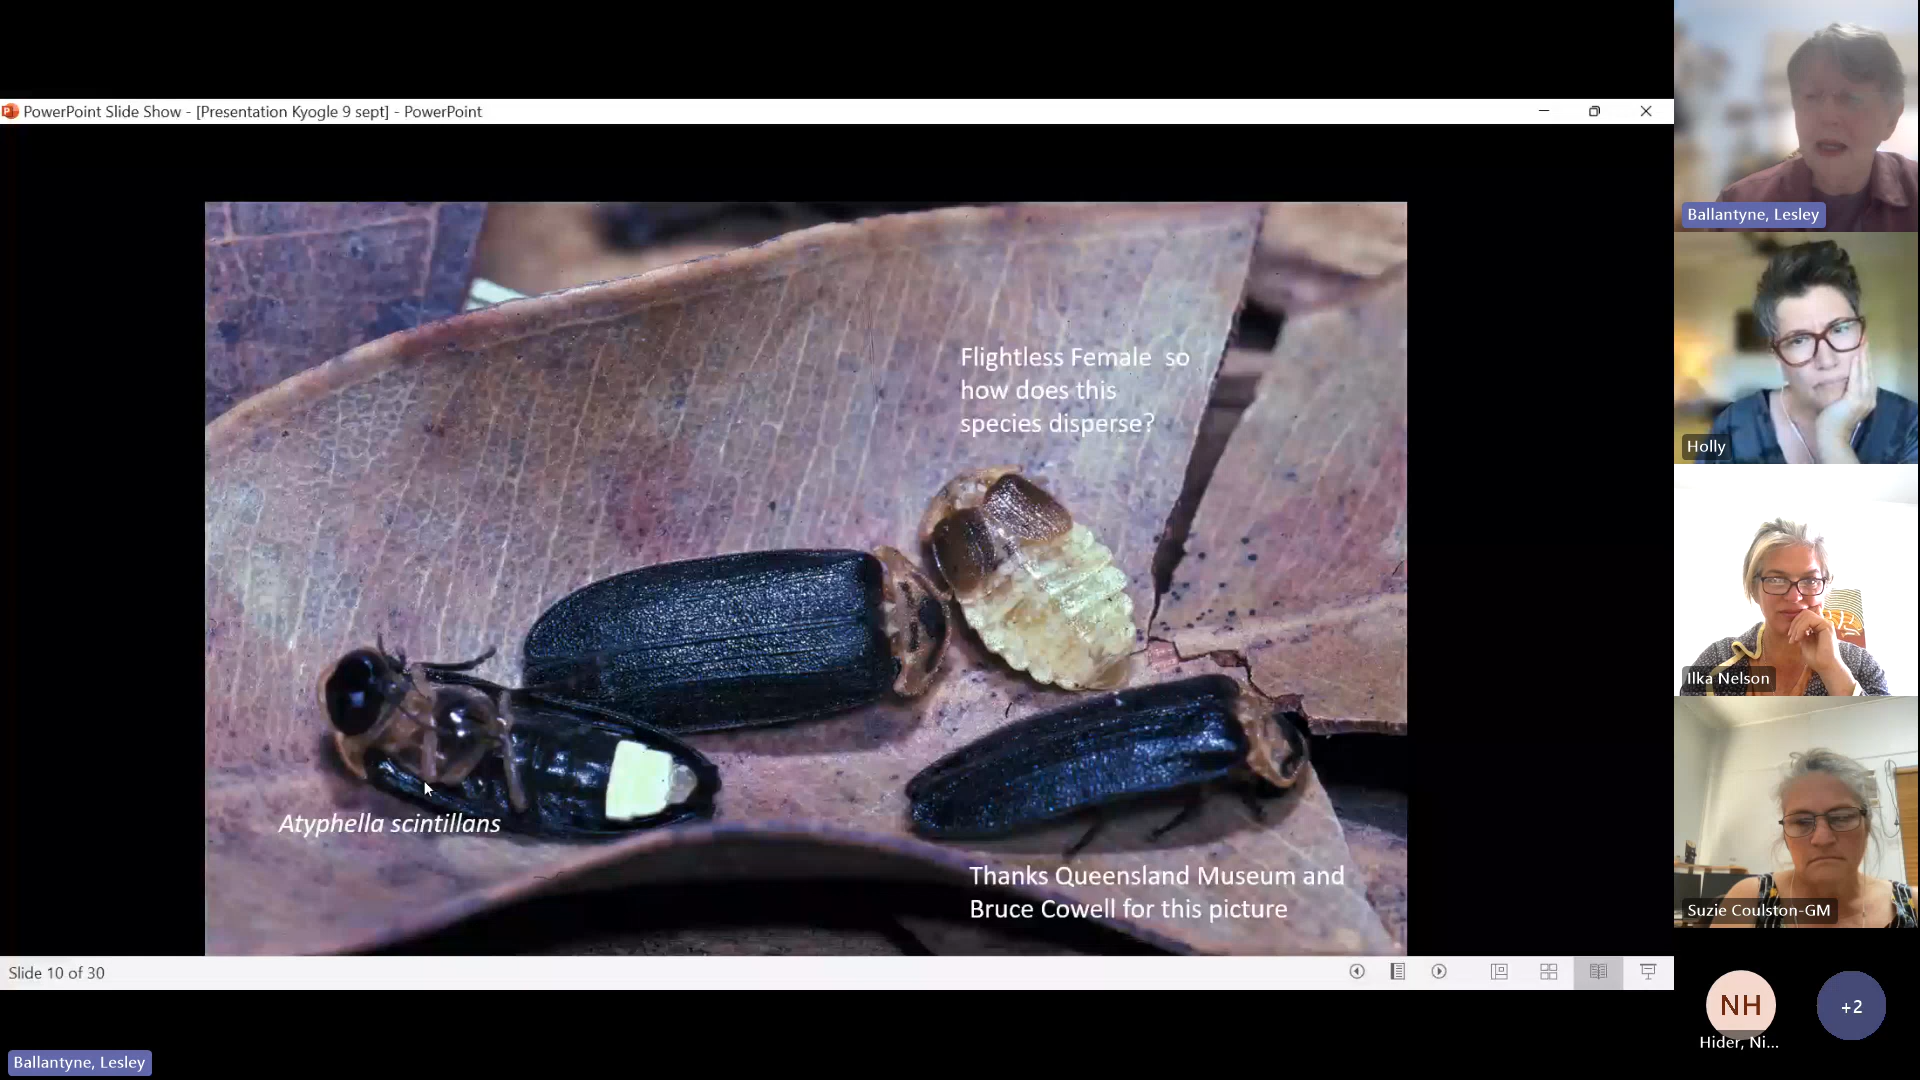 PowerPoint Slide Show - [Presentation Kyogle 9 sept] - PowerPoint
Flightless Female  so
how does this
species disperse?
Atyphella scintillans
Thanks Queensland Museum and
Bruce Cowell for this picture
Slide 10 of 30
Ballantyne, Lesley
Ballantyne, Lesley
Holly
Ilka Nelson
Suzie Coulston-GM
NH
Hider, Ni...
+2